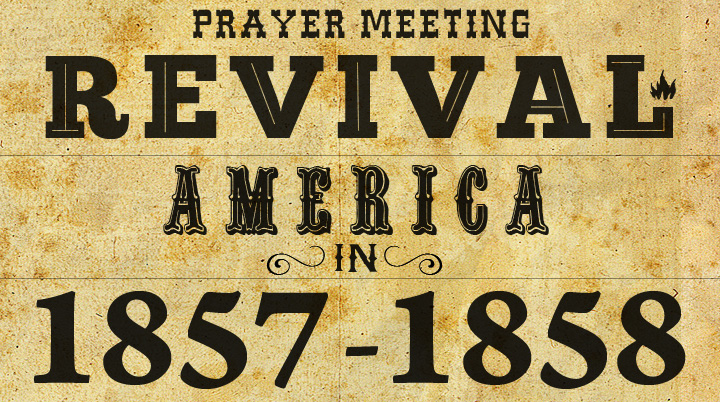 PRAYER MEETING
REVIVAL
AMERICA
IN
1857-1858